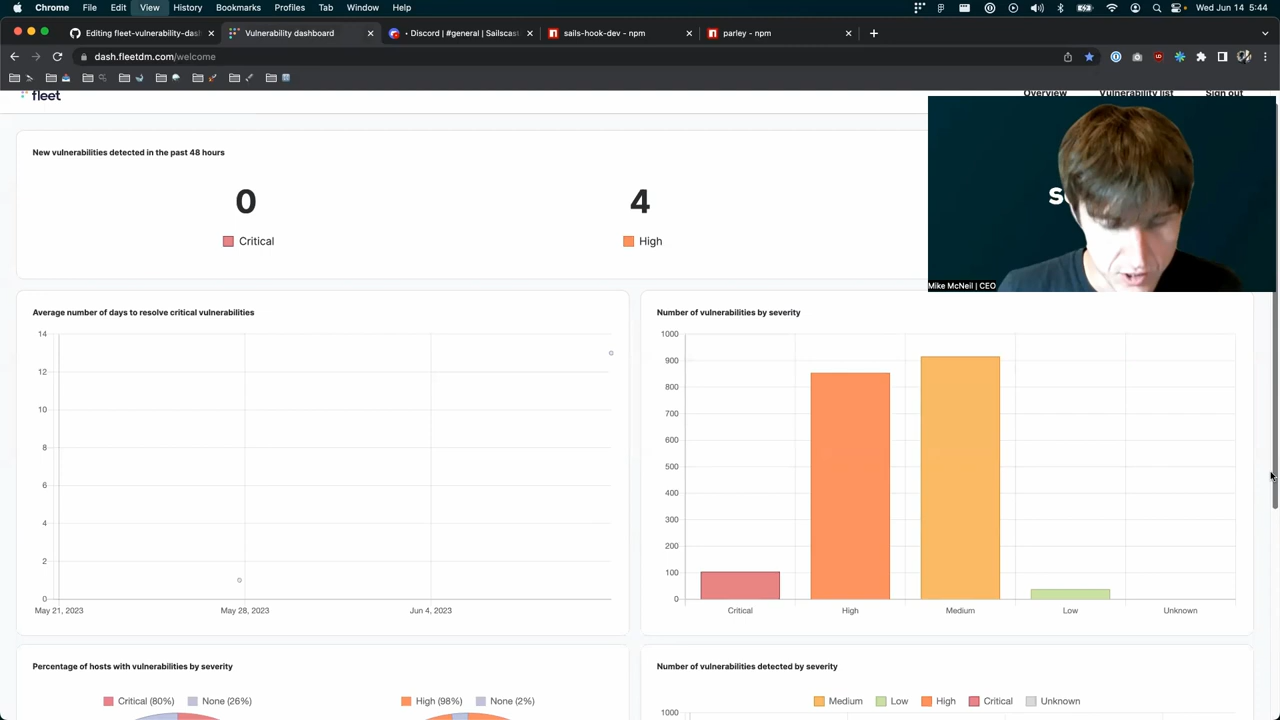 Chrome File Edit View History Bookmarks Profiles Tab Window Help Wed Jun 14 5:44
Editing fleet-vulnerability-das
Vulnerability dashboard
Discord | #general | Sailscas
sails-hook-dev - npm
parley - npm
dash.fleetdm.com/welcome
fleet
Overview Vulnerability list Sign out
New vulnerabilities detected in the past 48 hours
0 4
Critical High
Mike McNeil | CEO
Average number of days to resolve critical vulnerabilities
14
12
10
8
6
4
2
0
May 21, 2023 May 28, 2023 Jun 4, 2023
Number of vulnerabilities by severity
1000
900
800
700
600
500
400
300
200
100
0
Critical High Medium Low Unknown
Percentage of hosts with vulnerabilities by severity
Critical (80%) None (26%) High (98%) None (2%)
Number of vulnerabilities detected by severity
Medium Low High Critical Unknown
1000